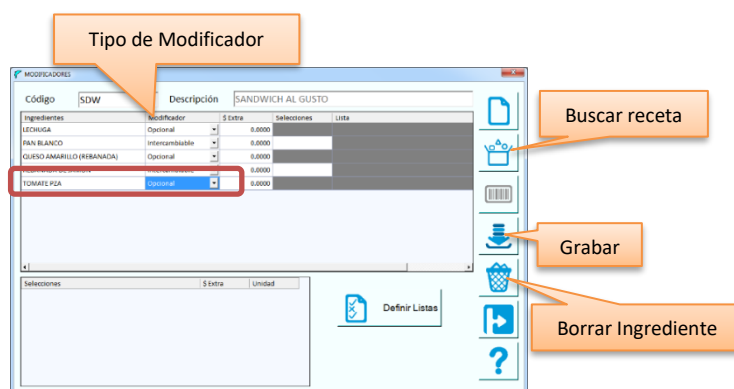 Tipo de Modificador
MODIFICADORES
Código SDW Descripción SANDWICH AL GUSTO
Ingredientes Modificador $ Extra Selecciones Lista
LECHUGA Opcional 0.0000
PAN BLANCO Intercambiable 0.0000
QUESO AMARILLO (REBANADA) Opcional 0.0000
0.0000
TOMATE PZA Opcional 0.0000
Buscar receta
Grabar
Selecciones $ Extra Unidad
Definir Listas
Borrar Ingrediente
?